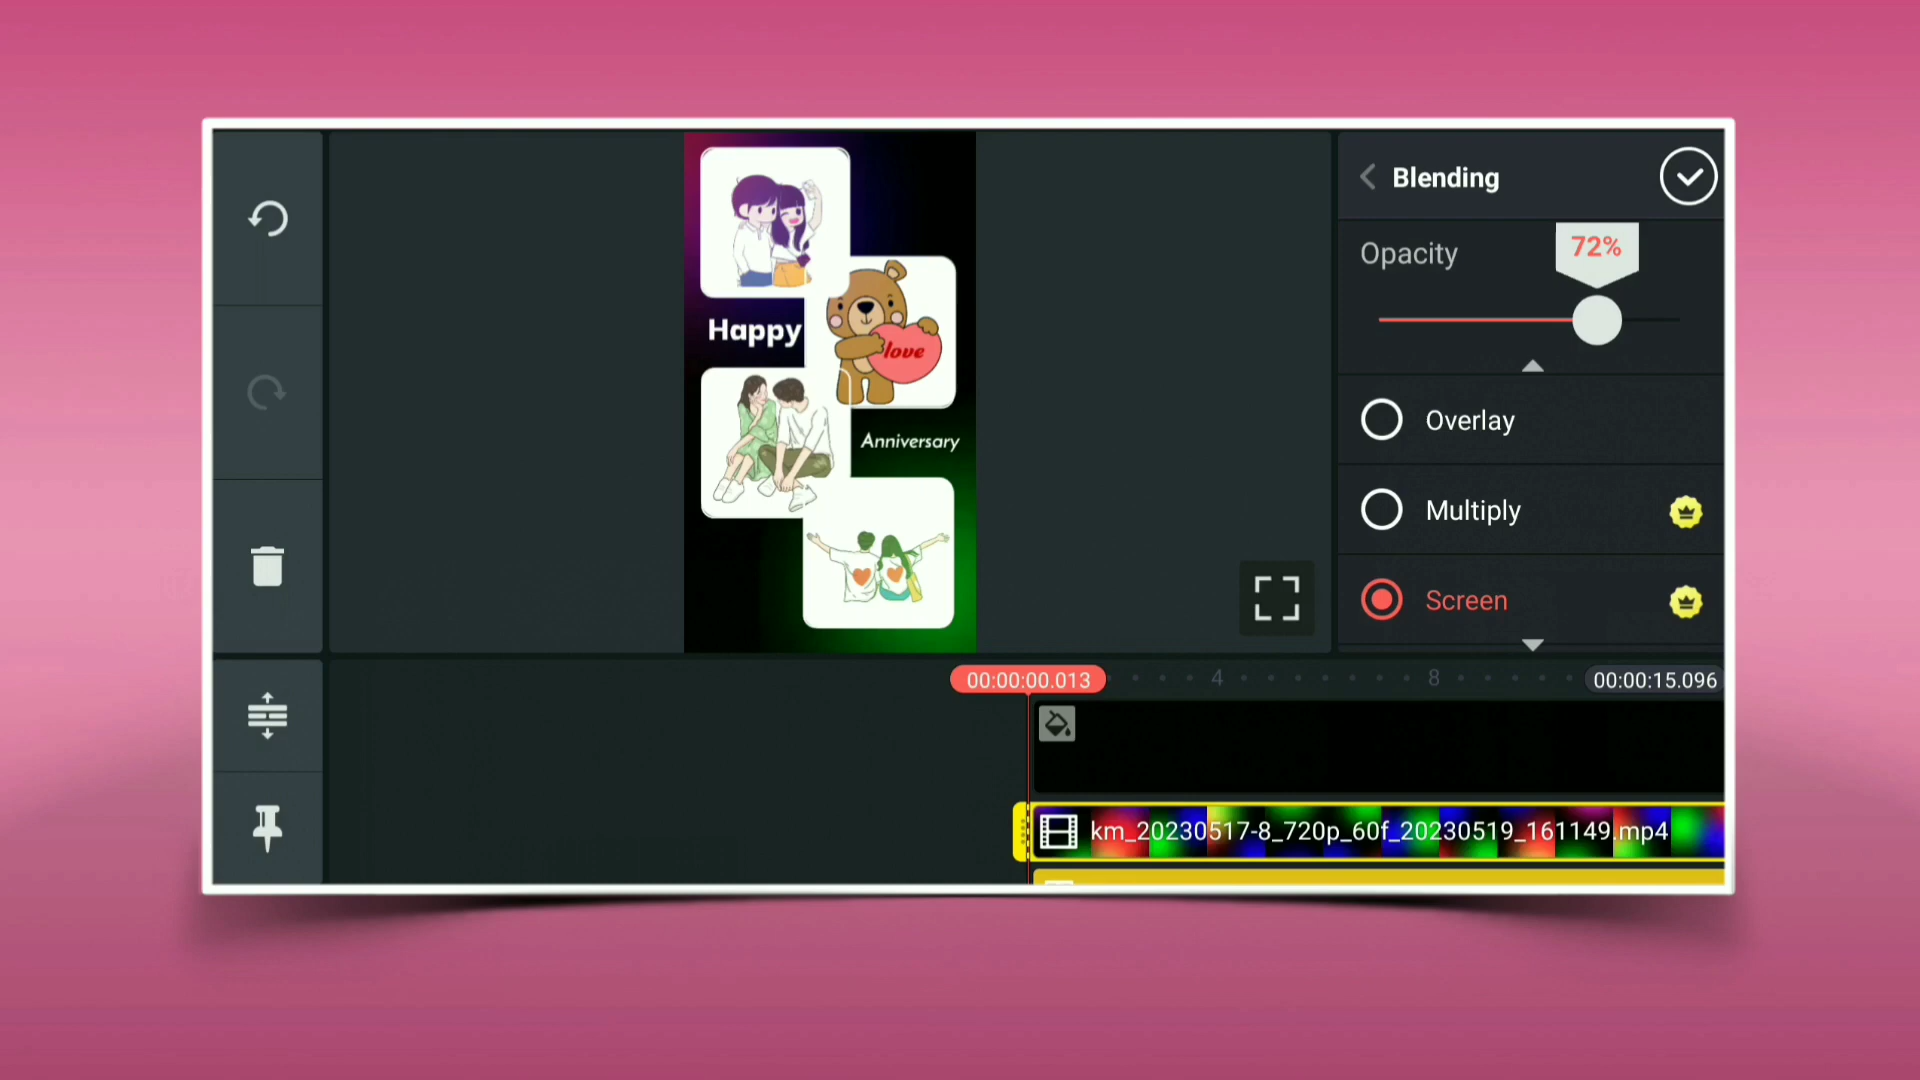 Blending
Opacity
72%
Happy
love
Anniversary
Overlay
Multiply
Screen
00:00:00.013
4
8
00:00:15.096
km_20230517-8_720p_60f_20230519_161149.mp4